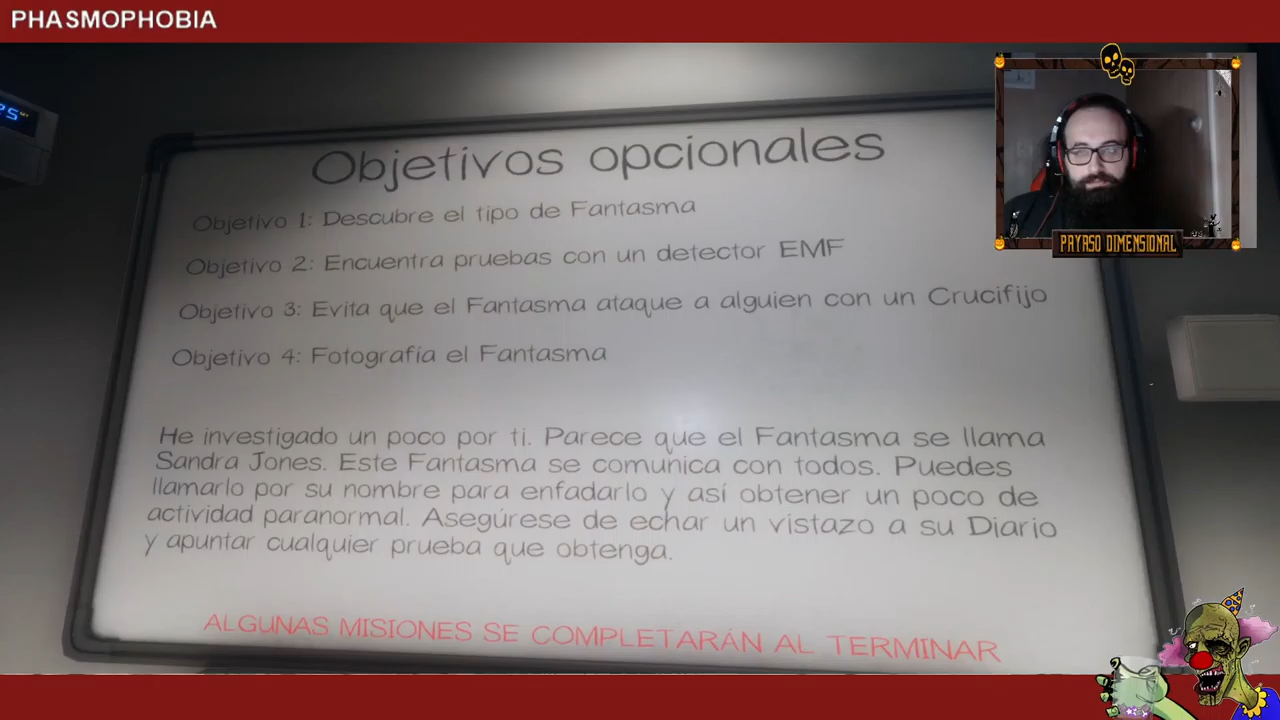 PHASMOPHOBIA
Objetivos opcionales
Objetivo 1: Descubre el tipo de Fantasma
Objetivo 2: Encuentra pruebas con un detector EMF
Objetivo 3: Evita que el Fantasma ataque a alguien con un Crucifijo
Objetivo 4: Fotografía el Fantasma
He investigado un poco por ti. Parece que el Fantasma se llama
Sandra Jones. Este Fantasma se comunica con todos. Puedes
llamarlo por su nombre para enfadarlo y así obtener un poco de
actividad paranormal. Asegúrese de echar un vistazo a su Diario
y apuntar cualquier prueba que obtenga.
ALGUNAS MISIONES SE COMPLETARÁN AL TERMINAR
PAYASO DIMENSIONAL